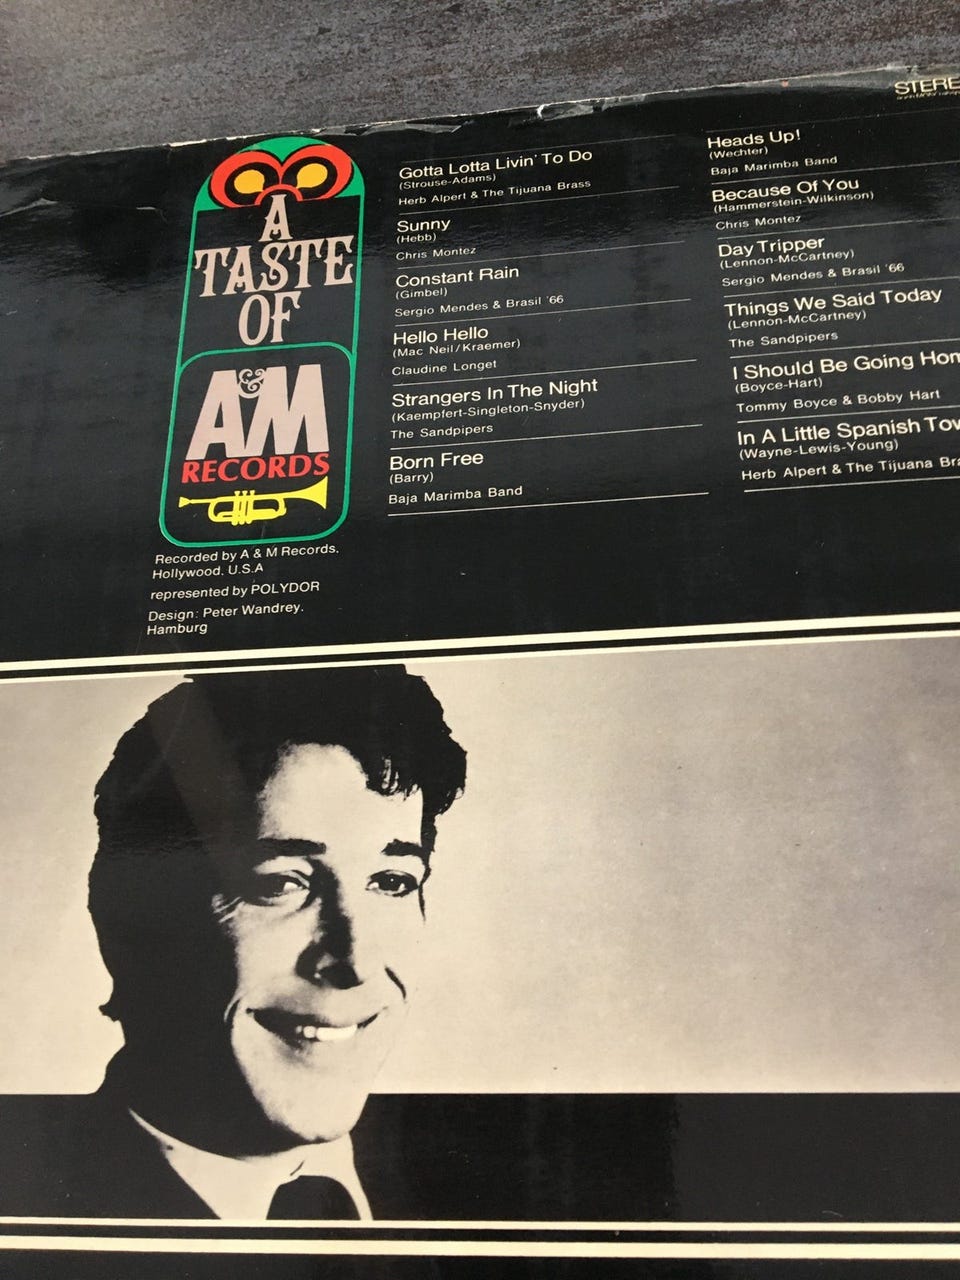 STERE
A
TASTE
OF
A&M
RECORDS
Recorded by A & M Records,
Hollywood, U.S.A
represented by POLYDOR
Design: Peter Wandrey,
Hamburg
Gotta Lotta Livin' To Do
(Strouse-Adams)
Herb Alpert & The Tijuana Brass
Sunny
(Hebb)
Chris Montez
Constant Rain
(Gimbel)
Sergio Mendes & Brasil '66
Hello Hello
(Mac Neil/Kraemer)
Claudine Longet
Strangers In The Night
(Kaempfert-Singleton-Snyder)
The Sandpipers
Born Free
(Barry)
Baja Marimba Band
Heads Up!
(Wechter)
Baja Marimba Band
Because Of You
(Hammerstein-Wilkinson)
Chris Montez
Day Tripper
(Lennon-McCartney)
Sergio Mendes & Brasil '66
Things We Said Today
(Lennon-McCartney)
The Sandpipers
I Should Be Going Hom
(Boyce-Hart)
Tommy Boyce & Bobby Hart
In A Little Spanish Tow
(Wayne-Lewis-Young)
Herb Alpert & The Tijuana Bra